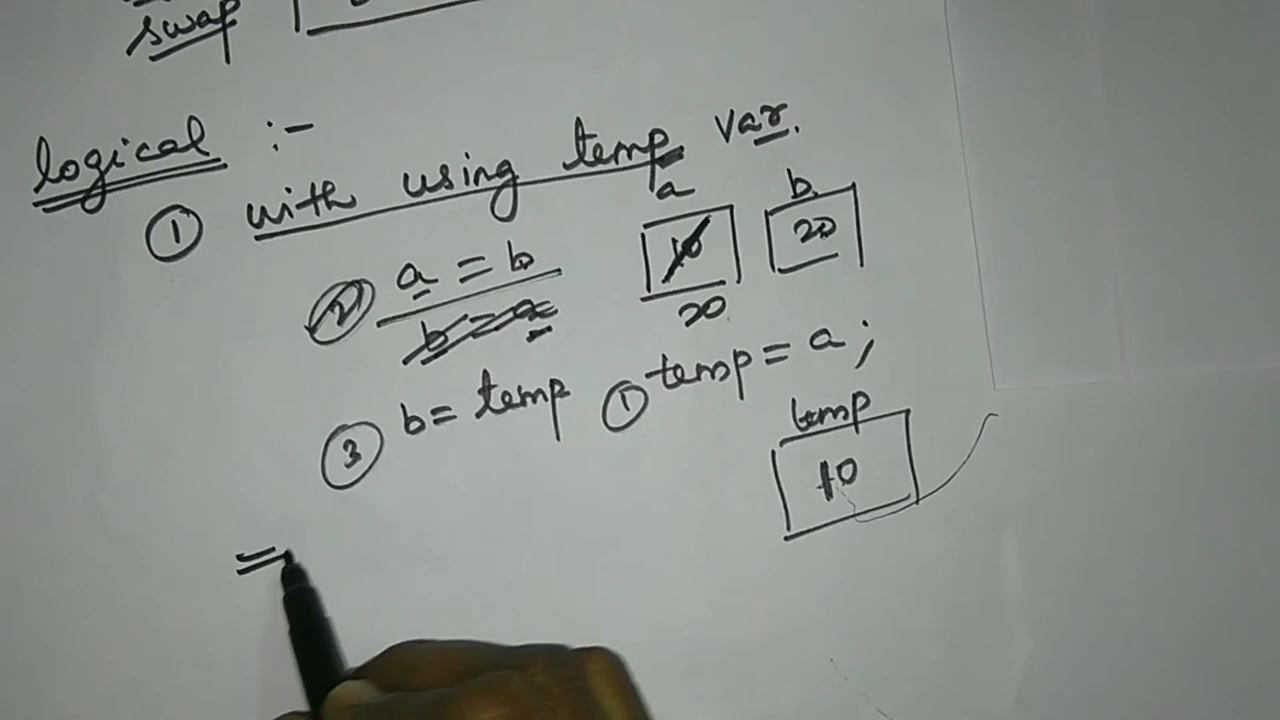 swap
logical :-
① with using temp var.
a b
② a = b 10 20
b = a 20
③ b = temp ① temp = a ;
temp
10